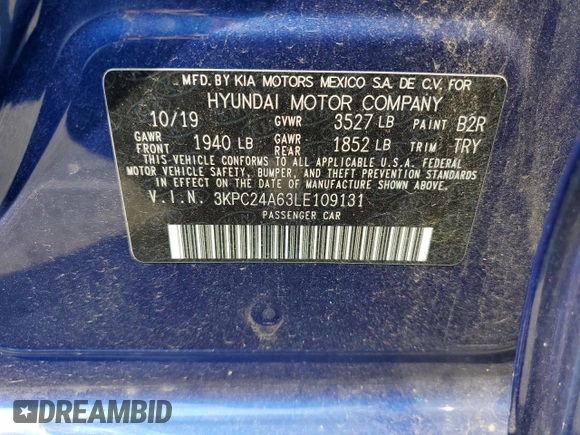 MFD. BY KIA MOTORS MEXICO S.A. DE C.V. FOR
HYUNDAI MOTOR COMPANY
10/19 GVWR 3527 LB PAINT B2R
GAWR FRONT 1940 LB GAWR REAR 1852 LB TRIM TRY
THIS VEHICLE CONFORMS TO ALL APPLICABLE U.S.A. FEDERAL
MOTOR VEHICLE SAFETY, BUMPER, AND THEFT PREVENTION STANDARDS
IN EFFECT ON THE DATE OF MANUFACTURE SHOWN ABOVE.
V.I.N. 3KPC24A63LE109131
PASSENGER CAR
DREAMBID